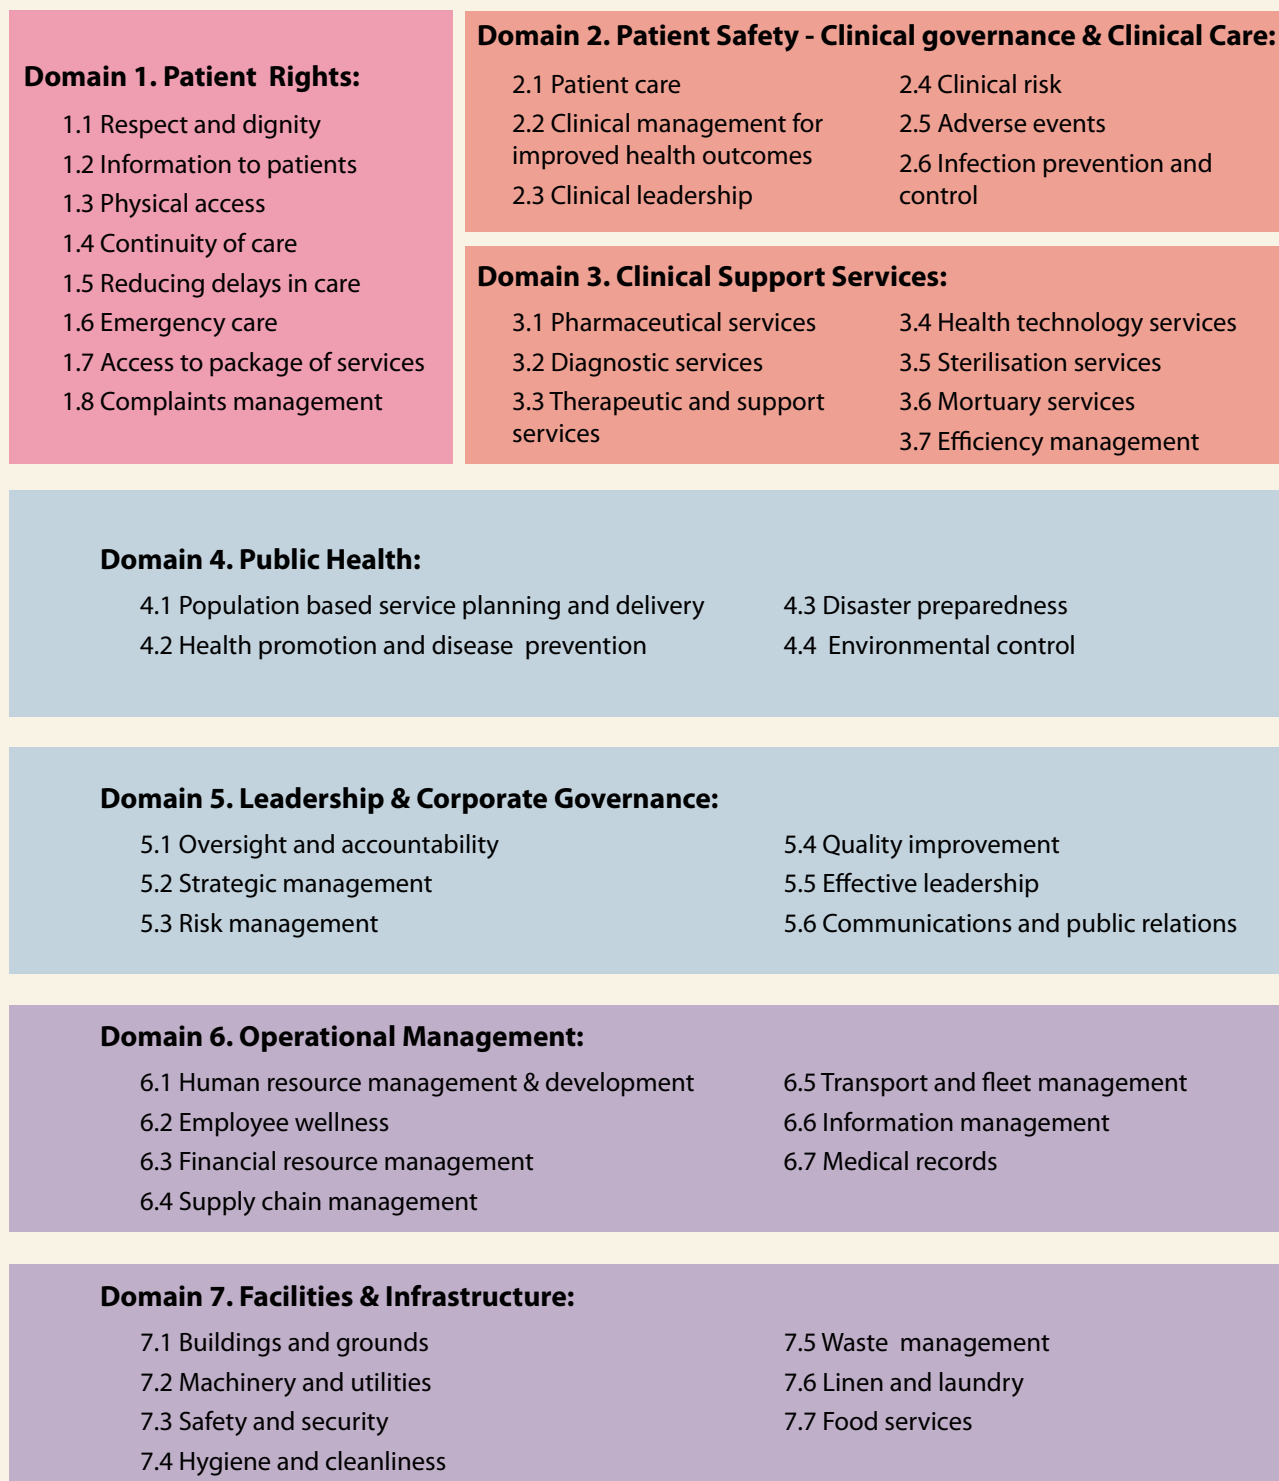 Domain 1. Patient Rights:
1.1 Respect and dignity
1.2 Information to patients
1.3 Physical access
1.4 Continuity of care
1.5 Reducing delays in care
1.6 Emergency care
1.7 Access to package of services
1.8 Complaints management
Domain 2. Patient Safety - Clinical governance & Clinical Care:
2.1 Patient care
2.2 Clinical management for
improved health outcomes
2.3 Clinical leadership
2.4 Clinical risk
2.5 Adverse events
2.6 Infection prevention and
control
Domain 3. Clinical Support Services:
3.1 Pharmaceutical services
3.2 Diagnostic services
3.3 Therapeutic and support
services
3.4 Health technology services
3.5 Sterilisation services
3.6 Mortuary services
3.7 Efficiency management
Domain 4. Public Health:
4.1 Population based service planning and delivery
4.2 Health promotion and disease prevention
4.3 Disaster preparedness
4.4 Environmental control
Domain 5. Leadership & Corporate Governance:
5.1 Oversight and accountability
5.2 Strategic management
5.3 Risk management
5.4 Quality improvement
5.5 Effective leadership
5.6 Communications and public relations
Domain 6. Operational Management:
6.1 Human resource management & development
6.2 Employee wellness
6.3 Financial resource management
6.4 Supply chain management
6.5 Transport and fleet management
6.6 Information management
6.7 Medical records
Domain 7. Facilities & Infrastructure:
7.1 Buildings and grounds
7.2 Machinery and utilities
7.3 Safety and security
7.4 Hygiene and cleanliness
7.5 Waste management
7.6 Linen and laundry
7.7 Food services